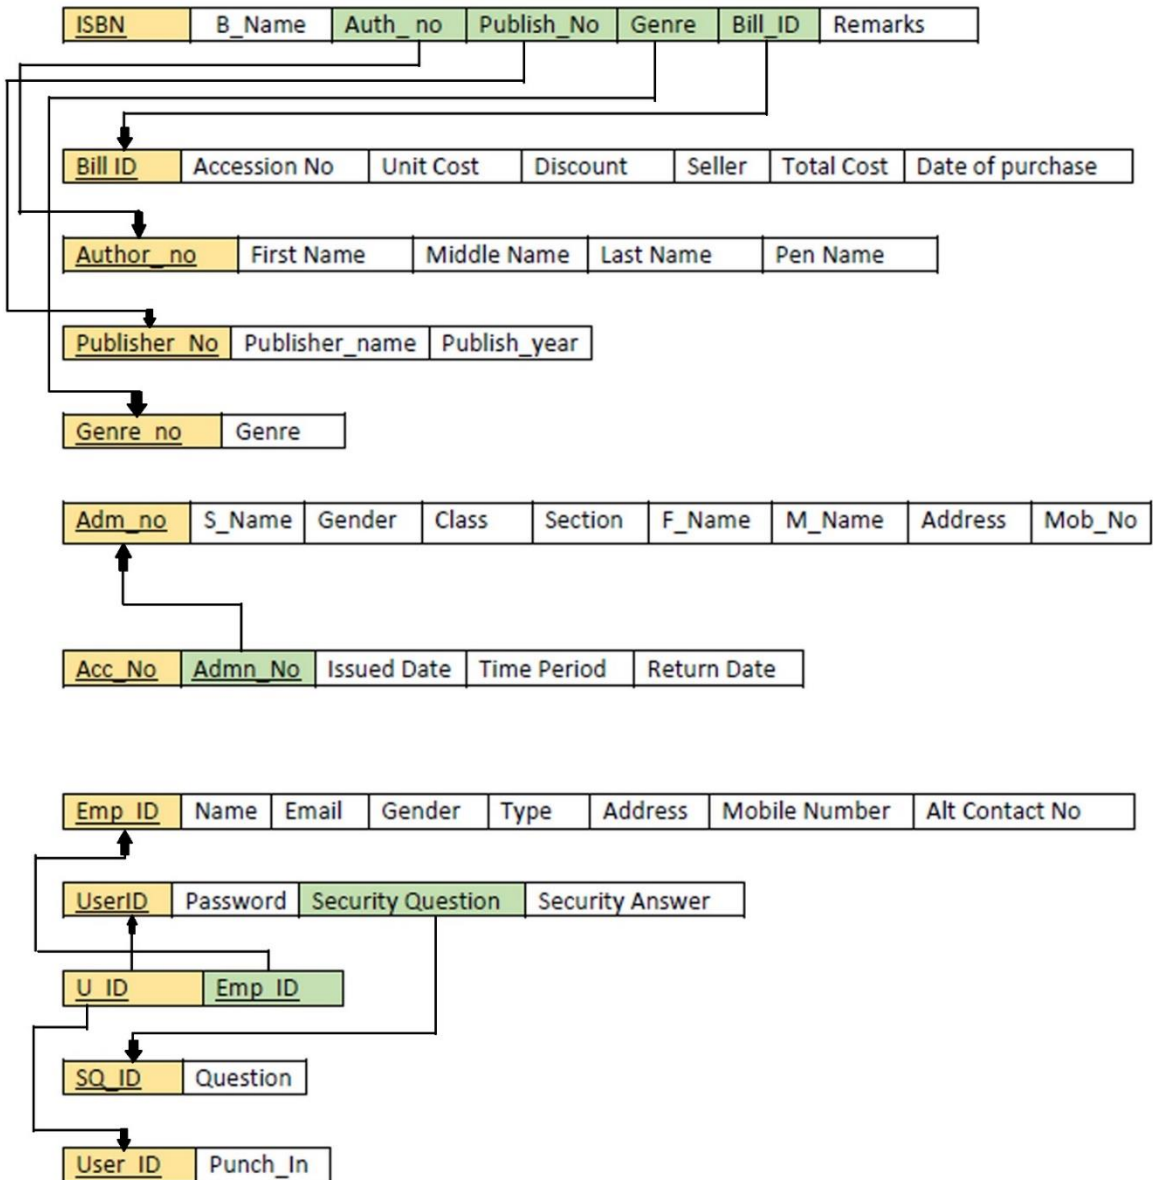 ISBN B_Name Auth_ no Publish_No Genre Bill_ID Remarks
Bill ID Accession No Unit Cost Discount Seller Total Cost Date of purchase
Author_no First Name Middle Name Last Name Pen Name
Publisher_No Publisher_name Publish_year
Genre_no Genre
Adm_no S_Name Gender Class Section F_Name M_Name Address Mob_No
Acc_No Admn_No Issued Date Time Period Return Date
Emp_ID Name Email Gender Type Address Mobile Number Alt Contact No
UserID Password Security Question Security Answer
U_ID Emp_ID
SQ_ID Question
User_ID Punch_In